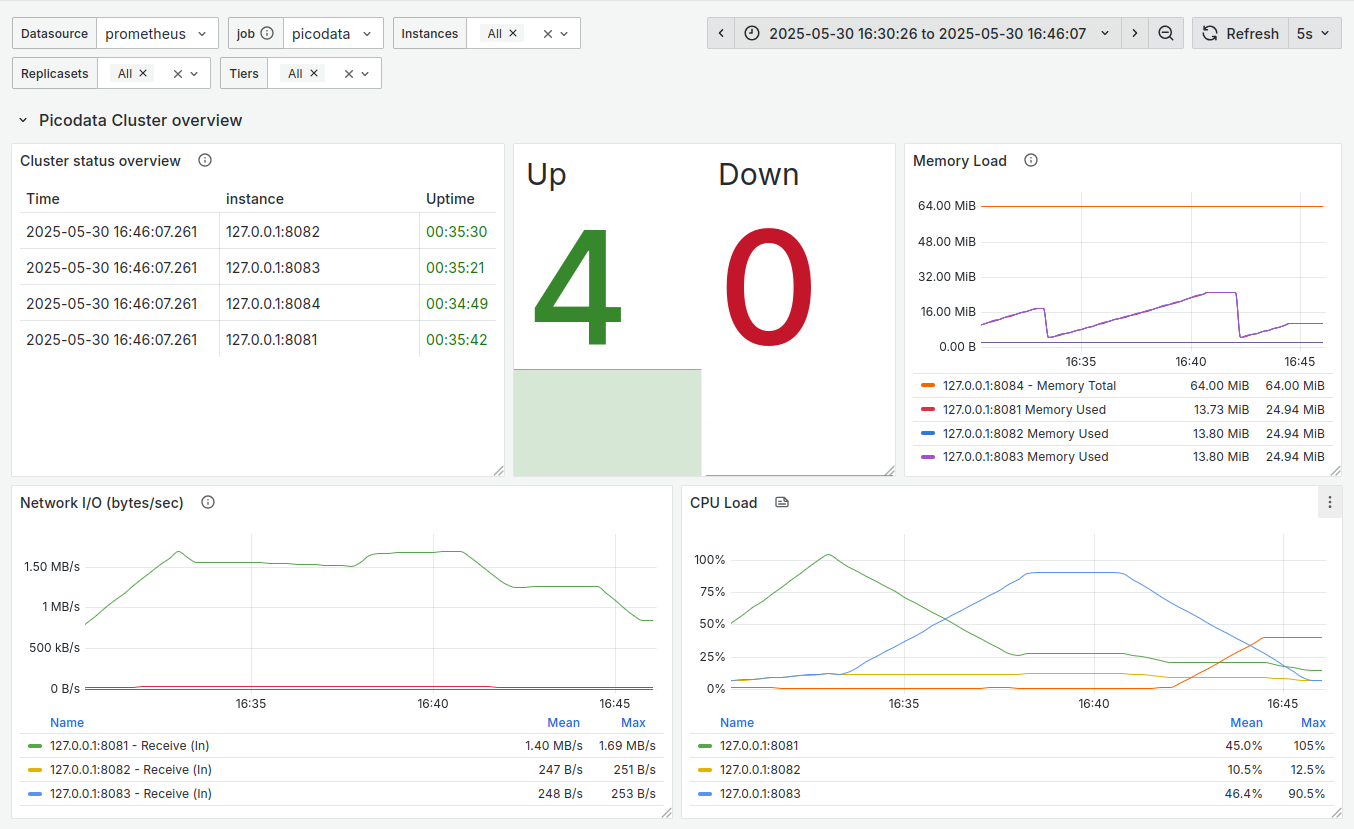 Datasource prometheus job picodata Instances All 2025-05-30 16:30:26 to 2025-05-30 16:46:07 Refresh 5s
Replicasets All Tiers All
Picodata Cluster overview
Cluster status overview
Time instance Uptime
2025-05-30 16:46:07.261 127.0.0.1:8082 00:35:30
2025-05-30 16:46:07.261 127.0.0.1:8083 00:35:21
2025-05-30 16:46:07.261 127.0.0.1:8084 00:34:49
2025-05-30 16:46:07.261 127.0.0.1:8081 00:35:42
Up Down
4 0
Memory Load
64.00 MiB
48.00 MiB
32.00 MiB
16.00 MiB
0.00 B
16:35 16:40 16:45
127.0.0.1:8084 - Memory Total 64.00 MiB 64.00 MiB
127.0.0.1:8081 Memory Used 13.73 MiB 24.94 MiB
127.0.0.1:8082 Memory Used 13.80 MiB 24.94 MiB
127.0.0.1:8083 Memory Used 13.80 MiB 24.94 MiB
Network I/O (bytes/sec)
1.50 MB/s
1 MB/s
500 kB/s
0 B/s
16:35 16:40 16:45
Name Mean Max
127.0.0.1:8081 - Receive (In) 1.40 MB/s 1.69 MB/s
127.0.0.1:8082 - Receive (In) 247 B/s 251 B/s
127.0.0.1:8083 - Receive (In) 248 B/s 253 B/s
CPU Load
100%
75%
50%
25%
0%
16:35 16:40 16:45
Name Mean Max
127.0.0.1:8081 45.0% 105%
127.0.0.1:8082 10.5% 12.5%
127.0.0.1:8083 46.4% 90.5%